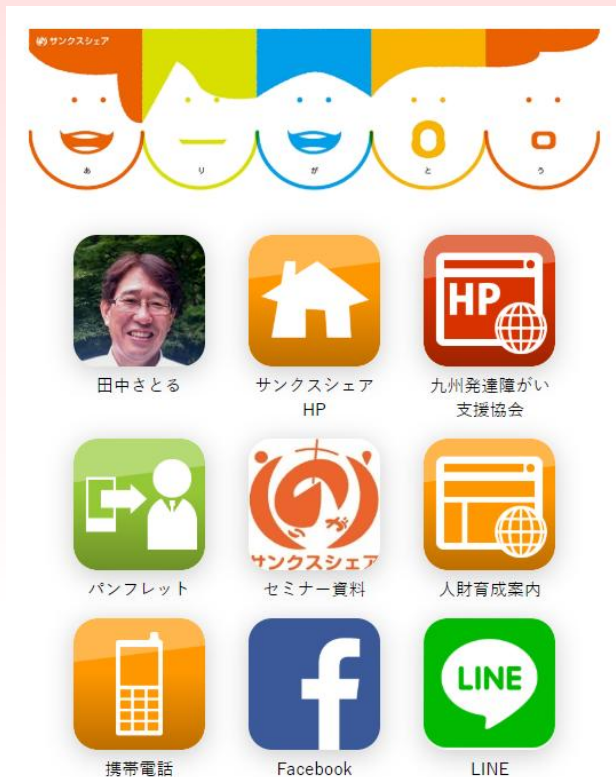 サンクスシェア
あ り が と う
HP
田中さとる サンクスシェア 九州発達障がい
HP 支援協会
サンクスシェア
パンフレット セミナー資料 人財育成案内
LINE
携帯電話 Facebook LINE